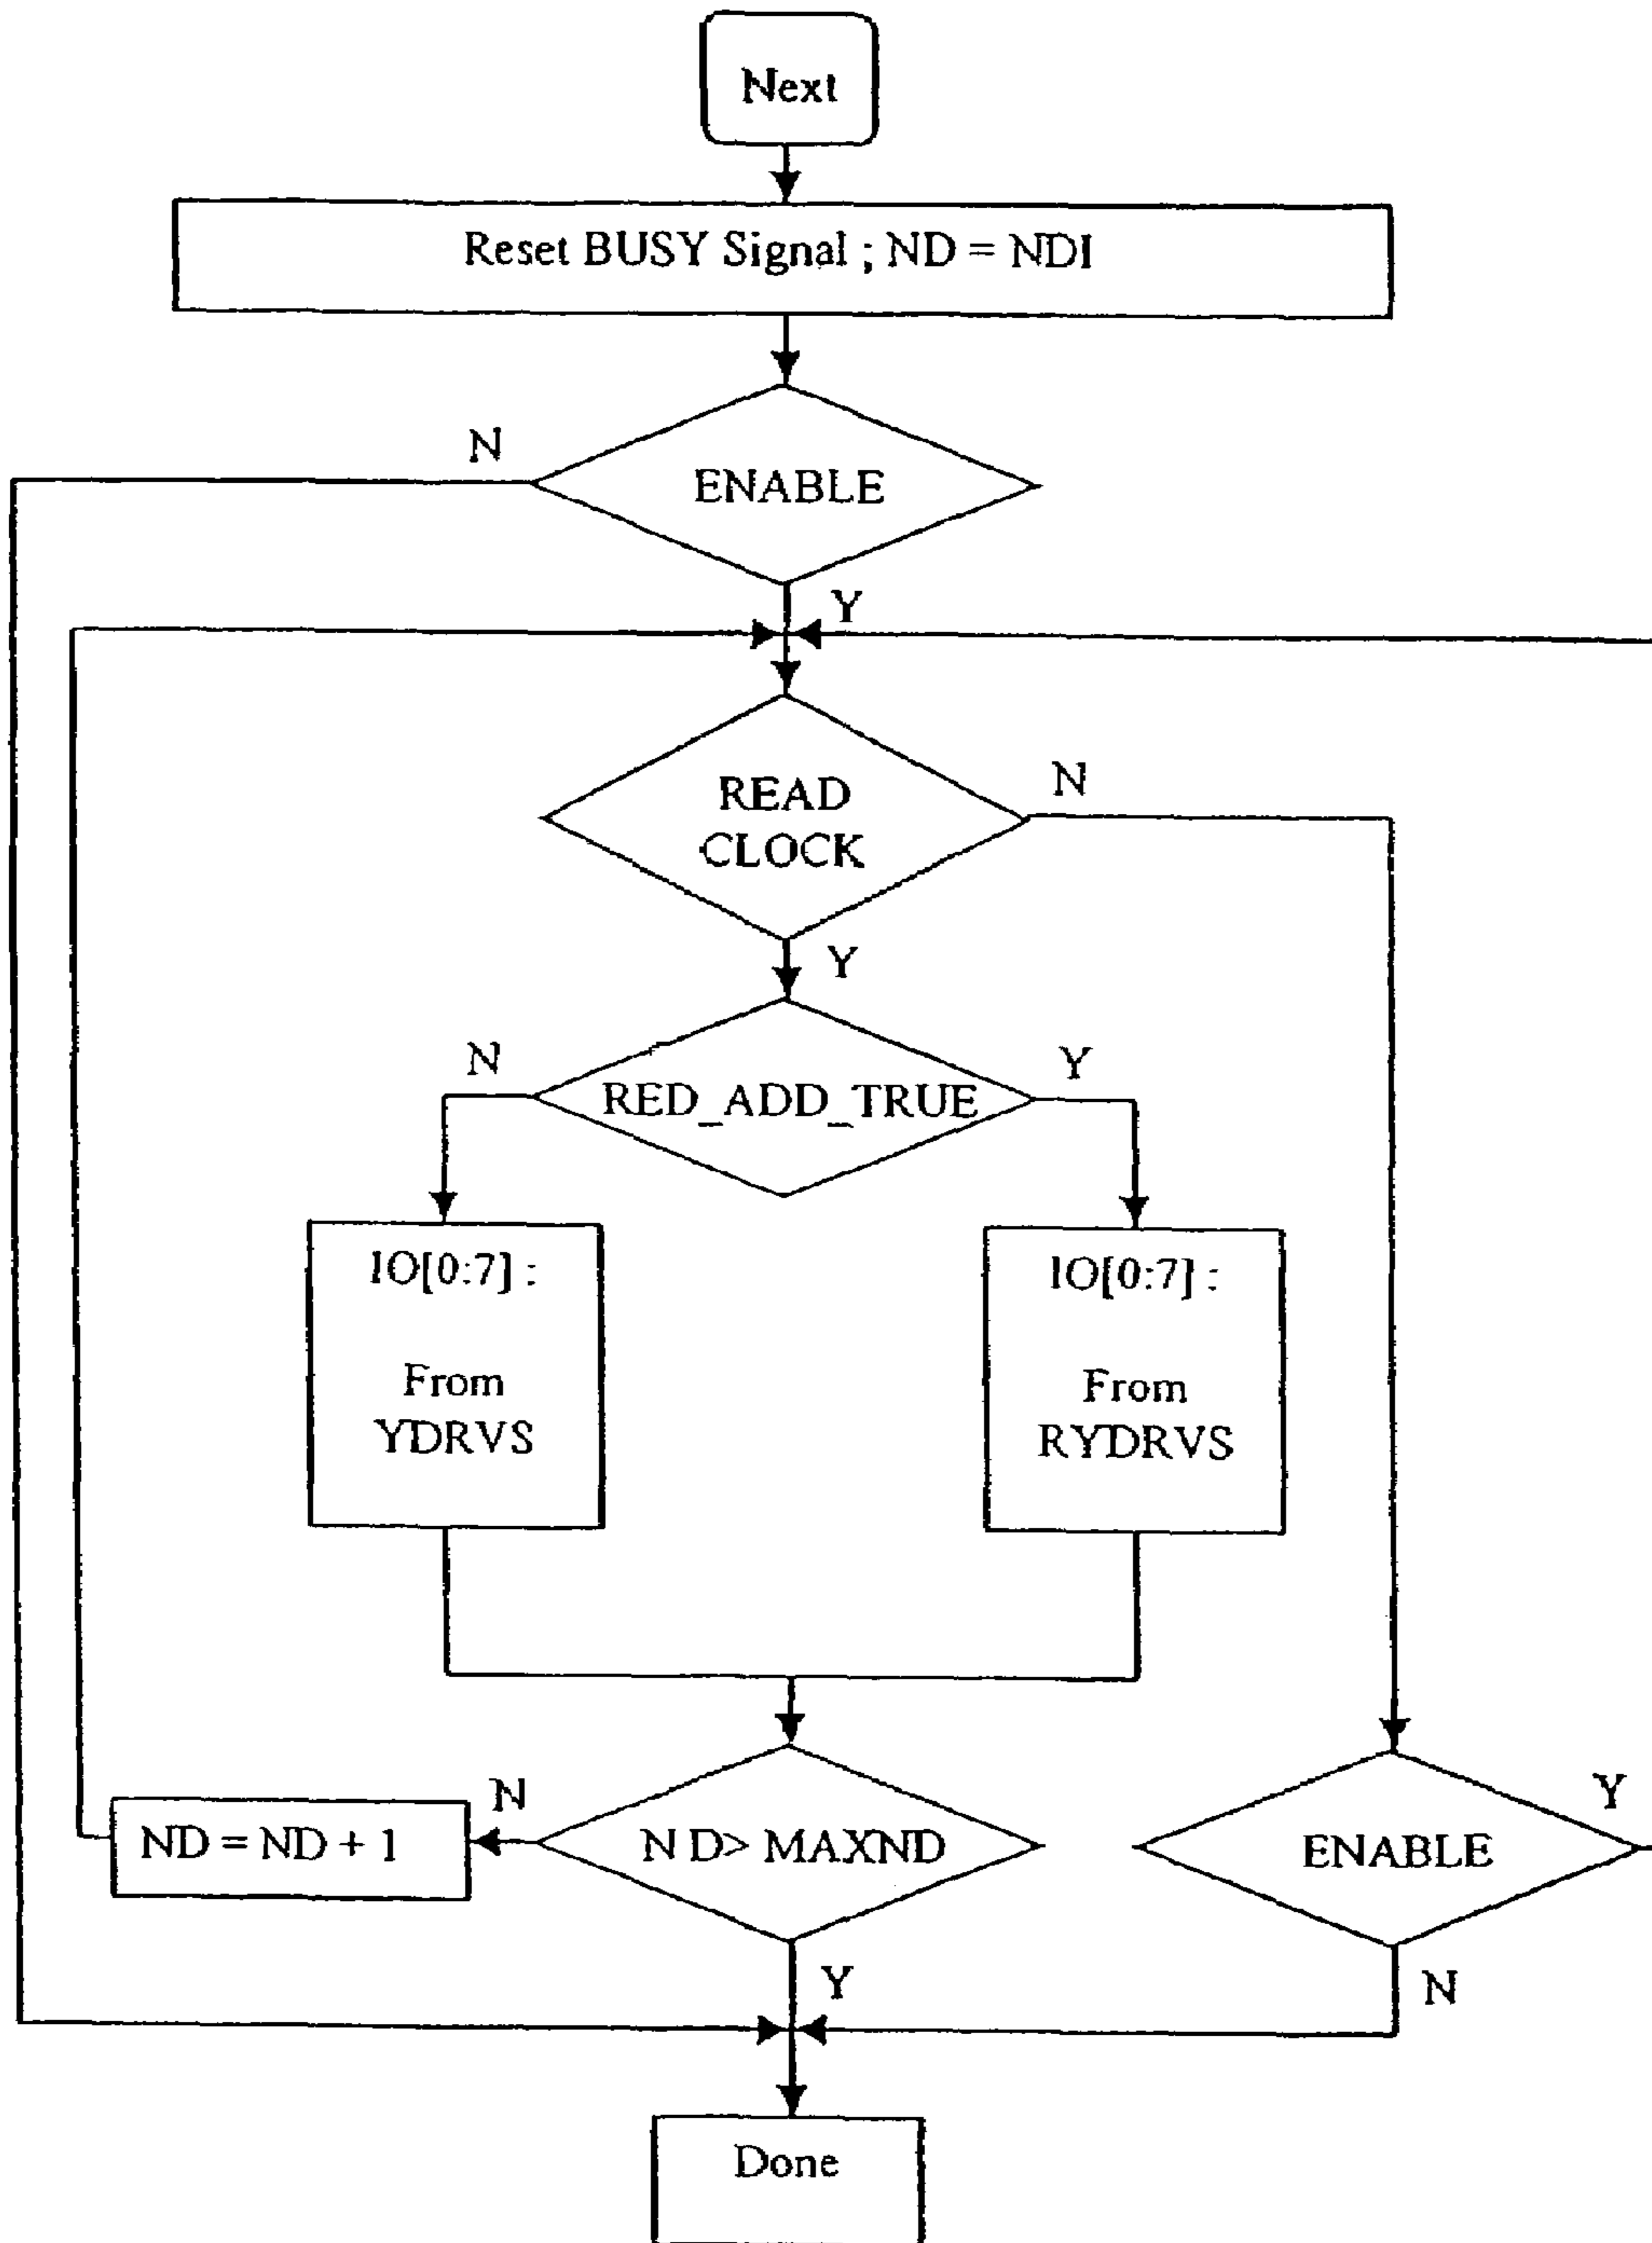 Next
Reset BUSY Signal ; ND = NDI
N
ENABLE
Y
READ
CLOCK
N
Y
N
RED_ADD_TRUE
Y
IO[0:7] :
From
YDRVS
IO[0:7] :
From
RYDRVS
ND = ND + 1
N
N D> MAXND
Y
ENABLE
Y
N
Done